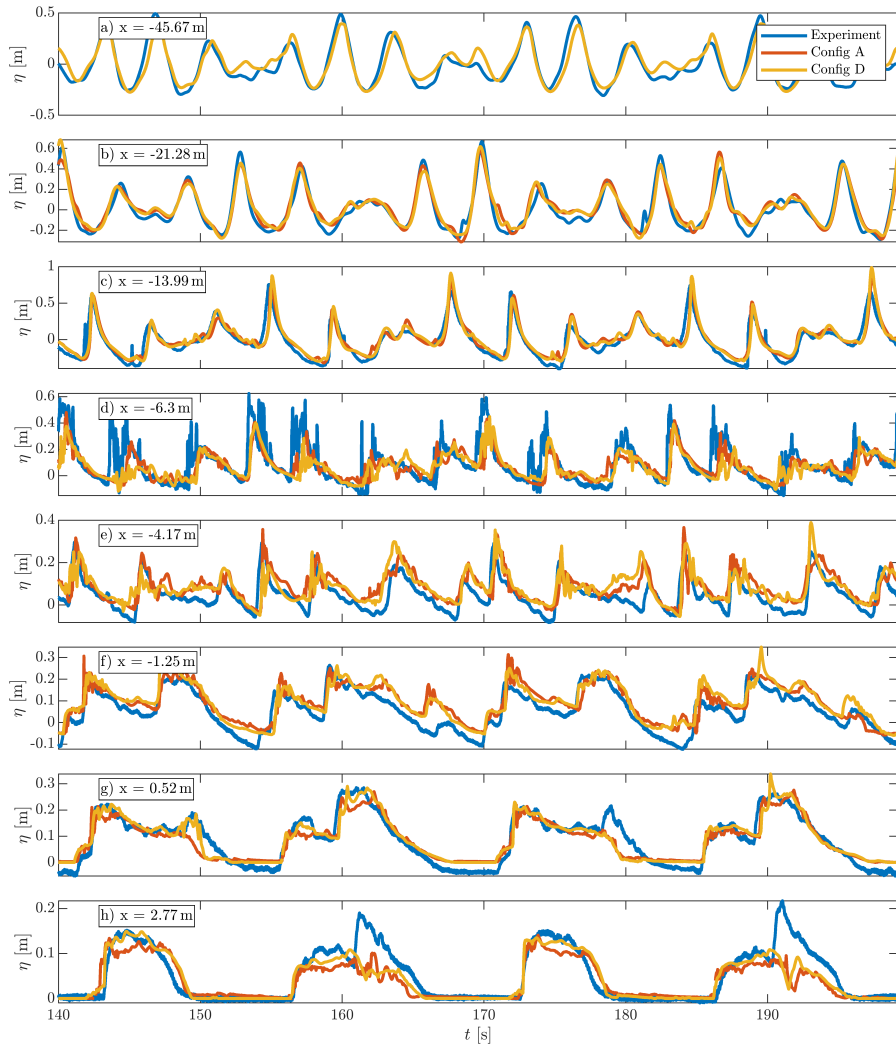 0.5
a) x = -45.67 m
η [m]
0
-0.5
Experiment
Config A
Config D
0.6
b) x = -21.28 m
0.4
η [m]
0.2
0
-0.2
1
c) x = -13.99 m
0.5
η [m]
0
0.6
d) x = -6.3 m
0.4
η [m]
0.2
0
0.4
e) x = -4.17 m
η [m]
0.2
0
0.3
f) x = -1.25 m
0.2
η [m]
0.1
0
-0.1
0.3
g) x = 0.52 m
0.2
η [m]
0.1
0
0.2
h) x = 2.77 m
η [m]
0.1
0
140 150 160 170 180 190
t [s]